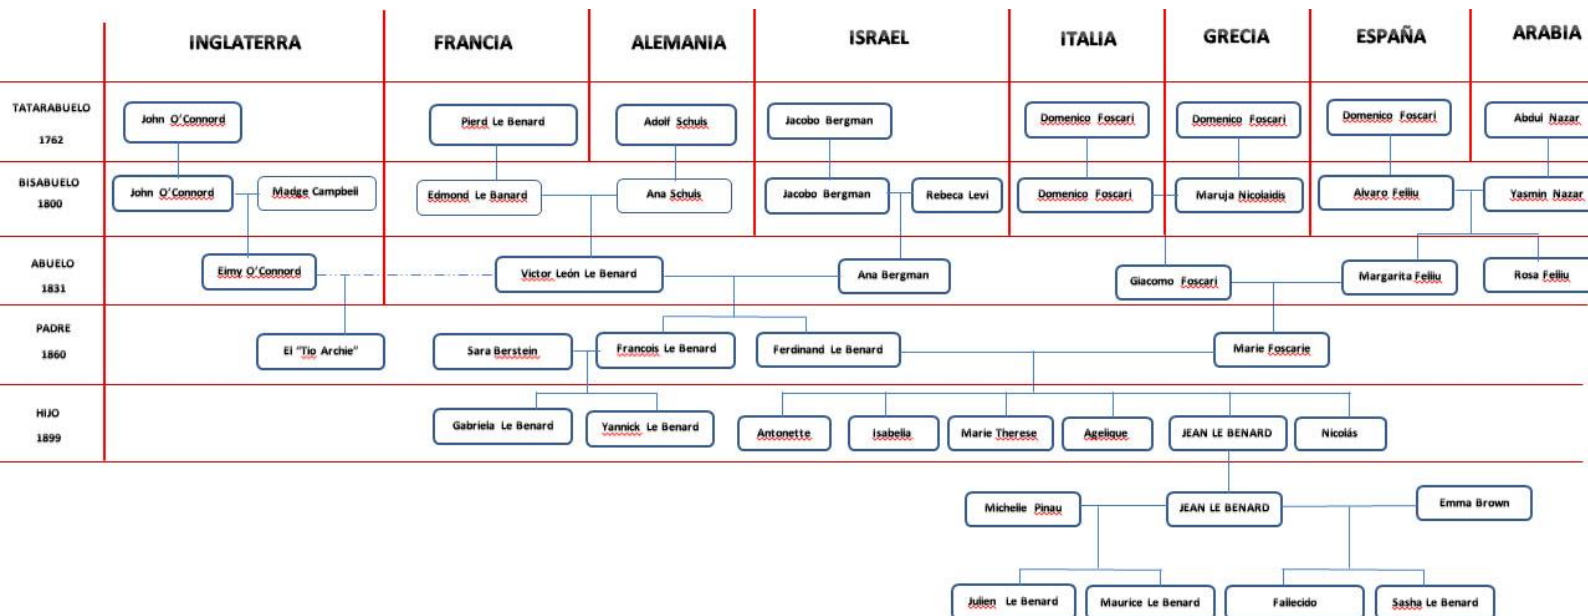 INGLATERRA FRANCIA ALEMANIA ISRAEL ITALIA GRECIA ESPAÑA ARABIA
TATARABUELO
1762
John O'Connord Pierd Le Benard Adolf Schuls Jacobo Bergman Domenico Foscari Domenico Foscari Domenico Foscari Abdul Nazar
BISABUELO
1800
John O'Connord Madge Campbell Edmond Le Banard Ana Schuls Jacobo Bergman Rebeca Levi Domenico Foscari Maruja Nicolaidis Alvaro Feliiu Yasmin Nazar
ABUELO
1831
Eimy O'Connord Victor León Le Benard Ana Bergman Giacomo Foscari Margarita Feliiu Rosa Feliiu
PADRE
1860
El "Tio Archie" Sara Berstein Francois Le Benard Ferdinand Le Benard Marie Foscarie
HIJO
1899
Gabriela Le Benard Yannick Le Benard Antonette Isabella Marie Therese Agelique JEAN LE BENARD Nicolás
Michelle Pinau JEAN LE BENARD Emma Brown
Julien Le Benard Maurice Le Benard Fallecido Sasha Le Benard